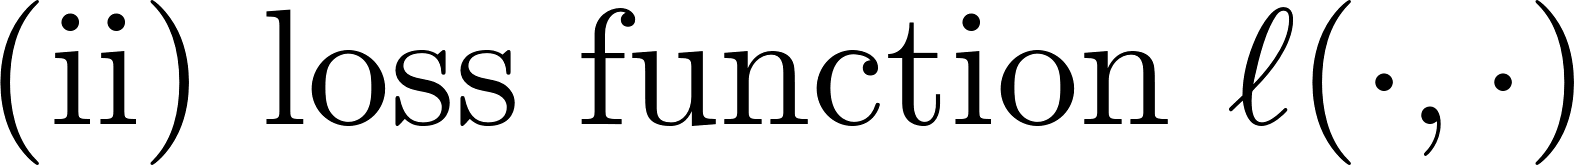 (ii) loss function ℓ(·,·)